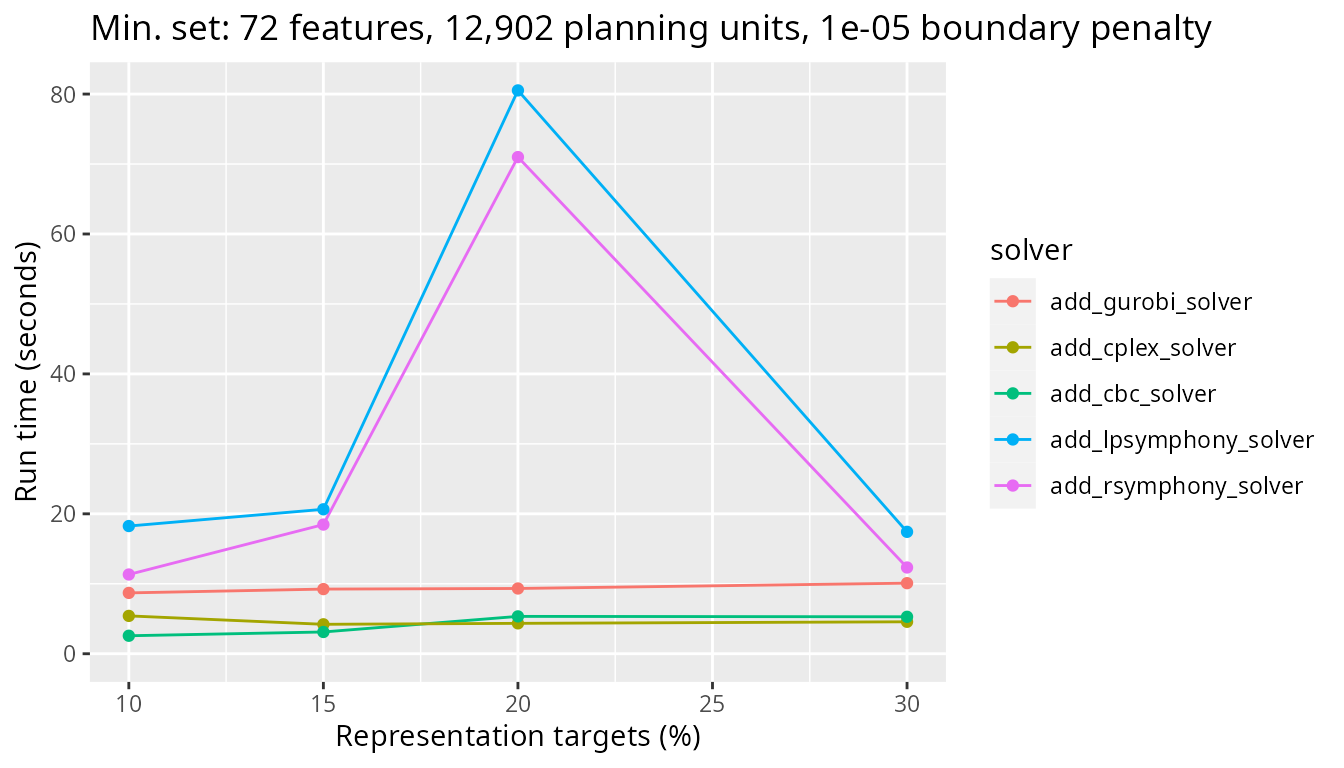 Min. set: 72 features, 12,902 planning units, 1e-05 boundary penalty
80
60
40
20
0
Run time (seconds)
10 15 20 25 30
Representation targets (%)
solver
add_gurobi_solver
add_cplex_solver
add_cbc_solver
add_lpsymphony_solver
add_rsymphony_solver